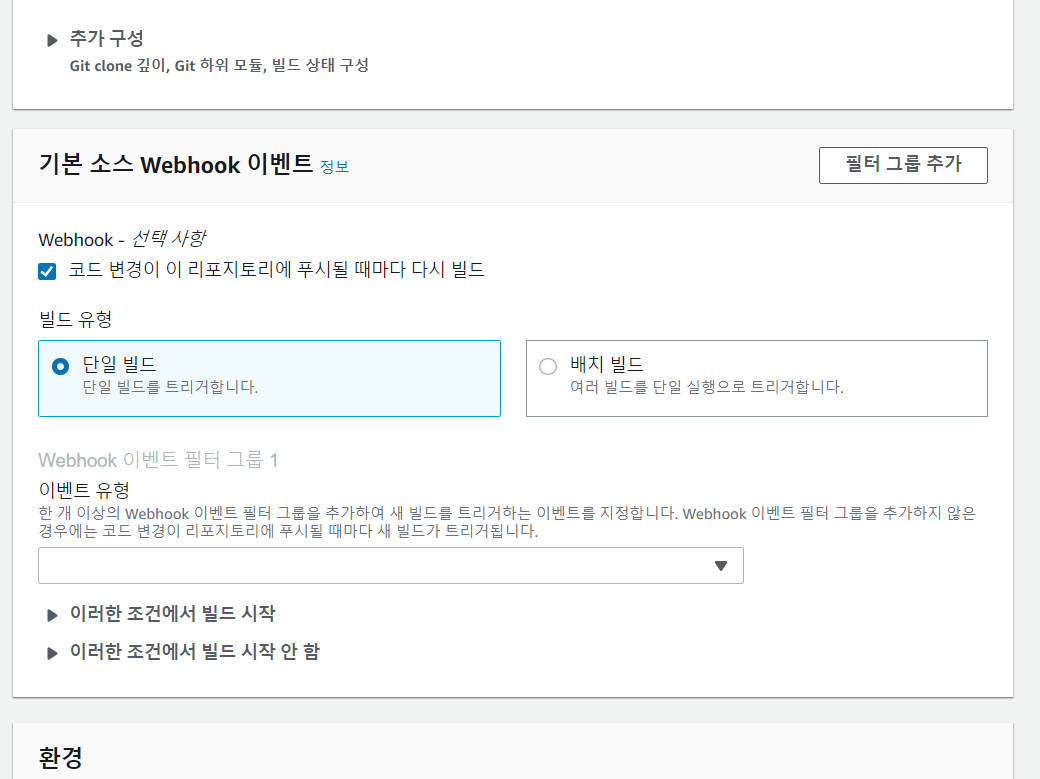 추가 구성
Git clone 깊이, Git 하위 모듈, 빌드 상태 구성
기본 소스 Webhook 이벤트 정보
필터 그룹 추가
Webhook - 선택 사항
코드 변경이 이 리포지토리에 푸시될 때마다 다시 빌드
빌드 유형
단일 빌드
단일 빌드를 트리거합니다.
배치 빌드
여러 빌드를 단일 실행으로 트리거합니다.
Webhook 이벤트 필터 그룹 1
이벤트 유형
한 개 이상의 Webhook 이벤트 필터 그룹을 추가하여 새 빌드를 트리거하는 이벤트를 지정합니다. Webhook 이벤트 필터 그룹을 추가하지 않은
경우에는 코드 변경이 리포지토리에 푸시될 때마다 새 빌드가 트리거됩니다.
이러한 조건에서 빌드 시작
이러한 조건에서 빌드 시작 안 함
환경